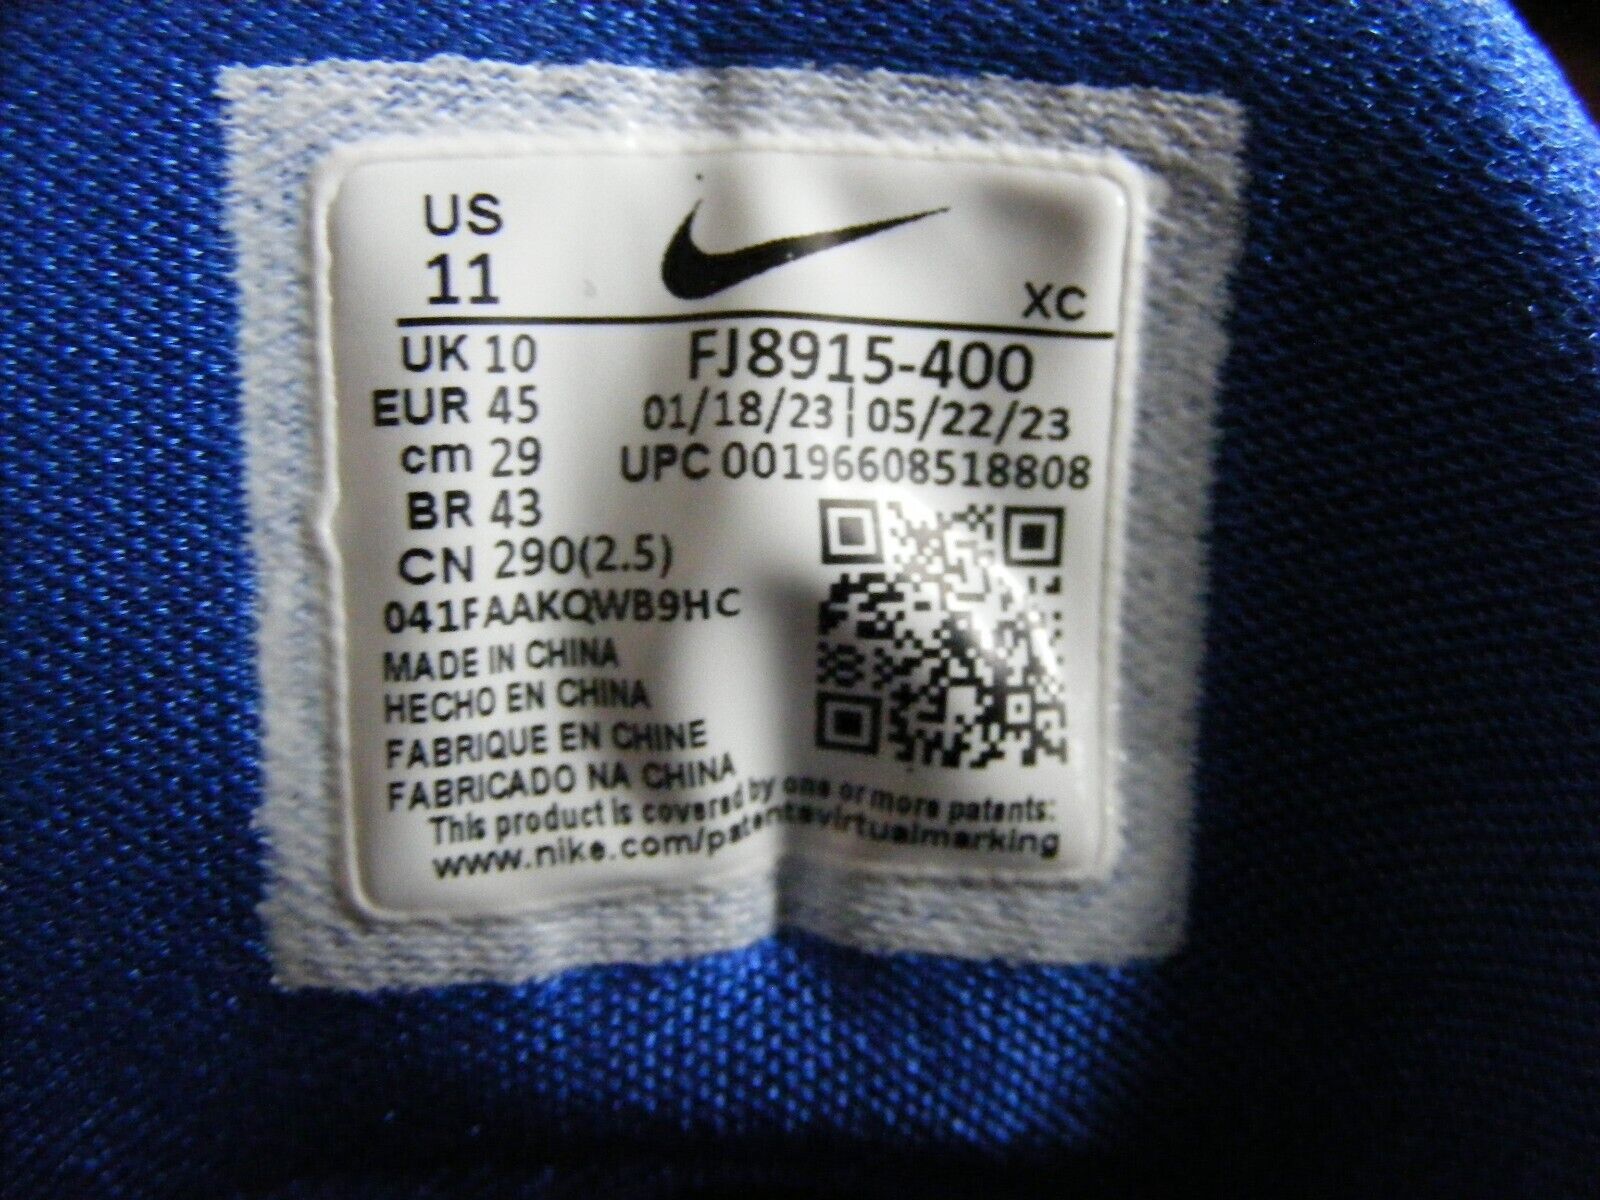 US
11
XC
UK 10
EUR 45
cm 29
BR 43
CN 290(2.5)
FJ8915-400
01/18/23 | 05/22/23
UPC 00196608518808
041FAAKQWB9HC
MADE IN CHINA
HECHO EN CHINA
FABRIQUE EN CHINE
FABRICADO NA CHINA
This product is covered by one or more patents:
www.nike.com/patentsvirtualmarking